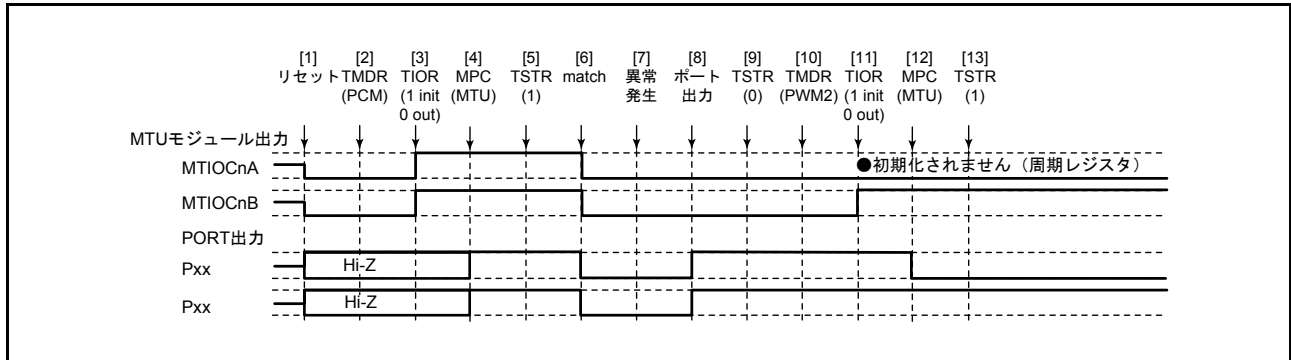 [1] [2] [3] [4] [5] [6] [7] [8] [9] [10] [11] [12] [13]
リセット TMDR TIOR MPC TSTR match 異常 ポート TSTR TMDR TIOR MPC TSTR
(PCM) (1 init (MTU) (1) 発生 出力 (0) (PWM2) (1 init (MTU) (1)
0 out) 0 out)
MTUモジュール出力
MTIOCnA ●初期化されません（周期レジスタ）
MTIOCnB
PORT出力
Pxx Hi-Z
Pxx Hi-Z